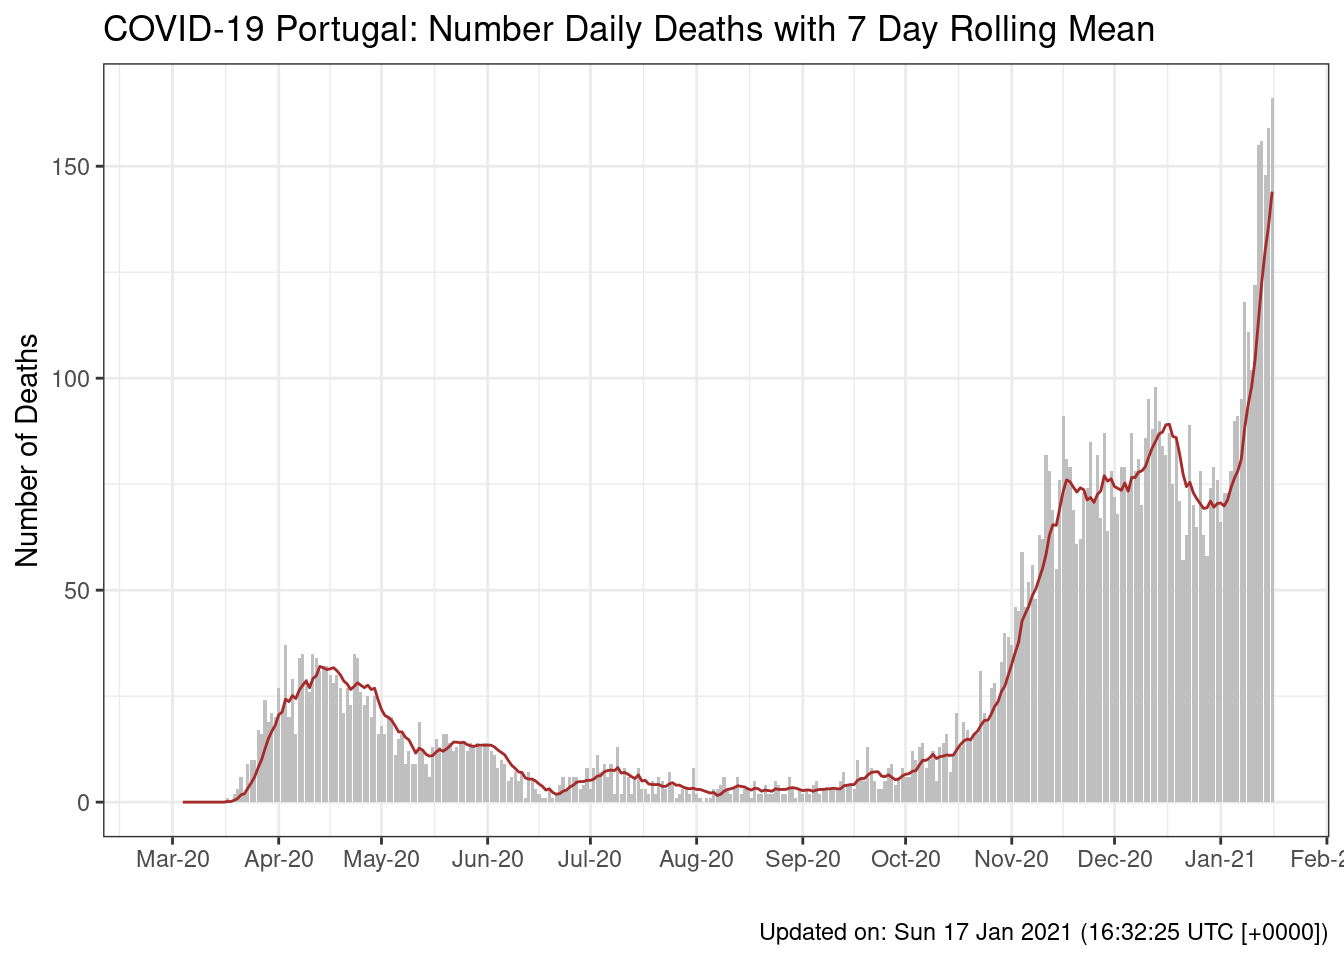 COVID-19 Portugal: Number Daily Deaths with 7 Day Rolling Mean
Number of Deaths
150
100
50
0
Mar-20 Apr-20 May-20 Jun-20 Jul-20 Aug-20 Sep-20 Oct-20 Nov-20 Dec-20 Jan-21 Feb-2
Updated on: Sun 17 Jan 2021 (16:32:25 UTC [+0000])